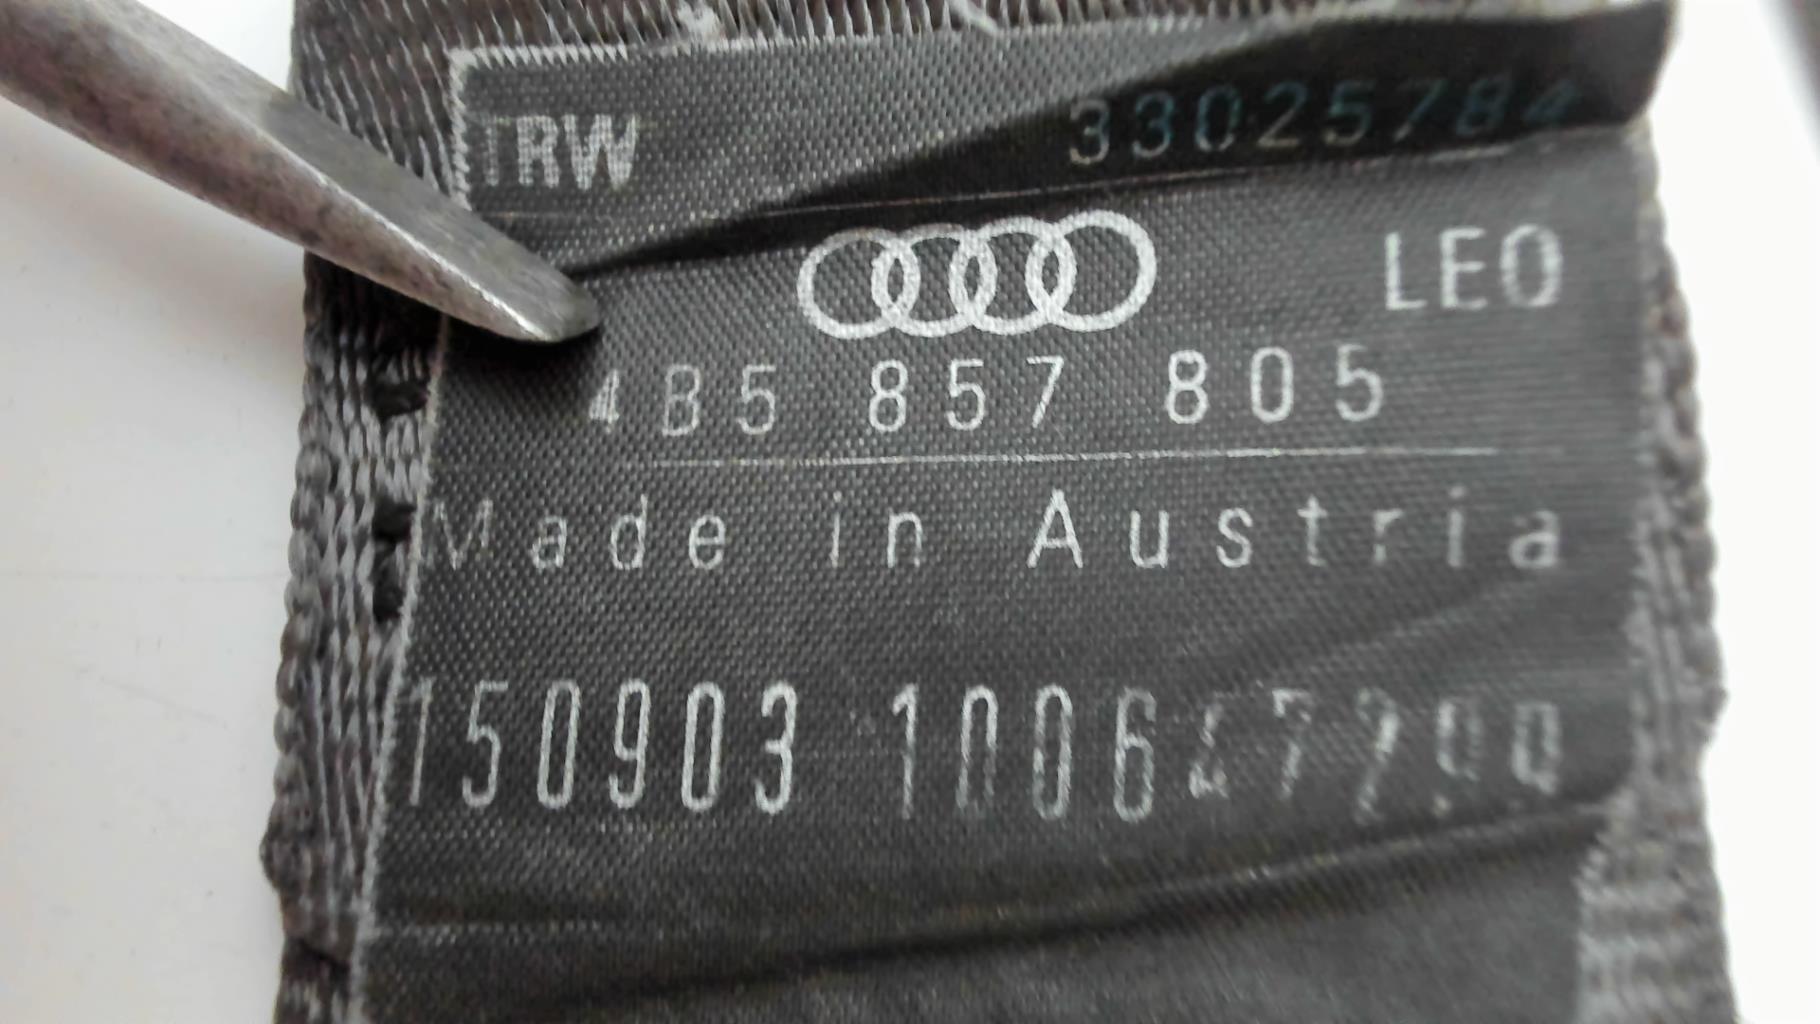 TRW 33025784
LEO
4B5 857 805
Made in Austria
150903